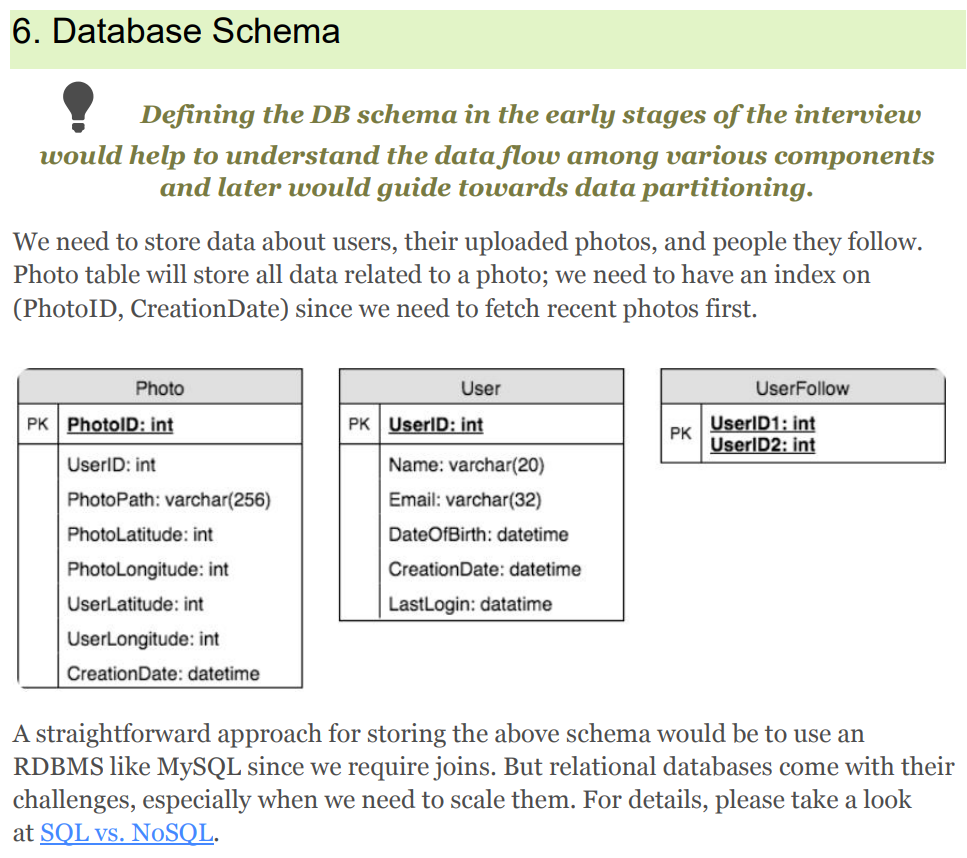 6. Database Schema
Defining the DB schema in the early stages of the interview
would help to understand the data flow among various components
and later would guide towards data partitioning.
We need to store data about users, their uploaded photos, and people they follow.
Photo table will store all data related to a photo; we need to have an index on
(PhotoID, CreationDate) since we need to fetch recent photos first.
Photo
PK PhotoID: int
UserID: int
PhotoPath: varchar(256)
PhotoLatitude: int
PhotoLongitude: int
UserLatitude: int
UserLongitude: int
CreationDate: datetime
User
PK UserID: int
Name: varchar(20)
Email: varchar(32)
DateOfBirth: datetime
CreationDate: datetime
LastLogin: datatime
UserFollow
PK UserID1: int
UserID2: int
A straightforward approach for storing the above schema would be to use an
RDBMS like MySQL since we require joins. But relational databases come with their
challenges, especially when we need to scale them. For details, please take a look
at SQL vs. NoSQL.